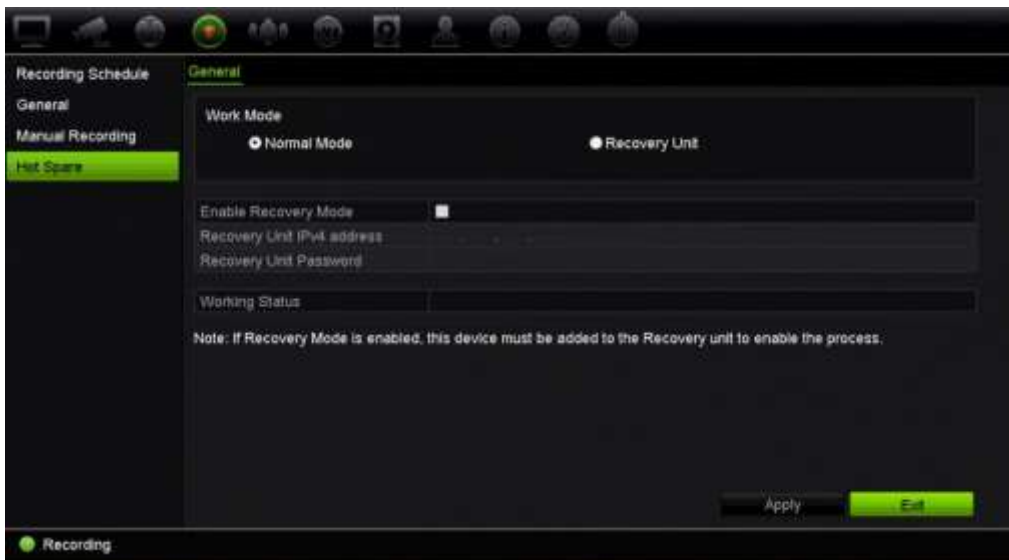 Recording Schedule
General
General
Manual Recording
Hot Spare
Work Mode
Normal Mode
Recovery Unit
Enable Recovery Mode
Recovery Unit IPv4 address
Recovery Unit Password
Working Status
Note: If Recovery Mode is enabled, this device must be added to the Recovery unit to enable the process.
Apply
Exit
Recording